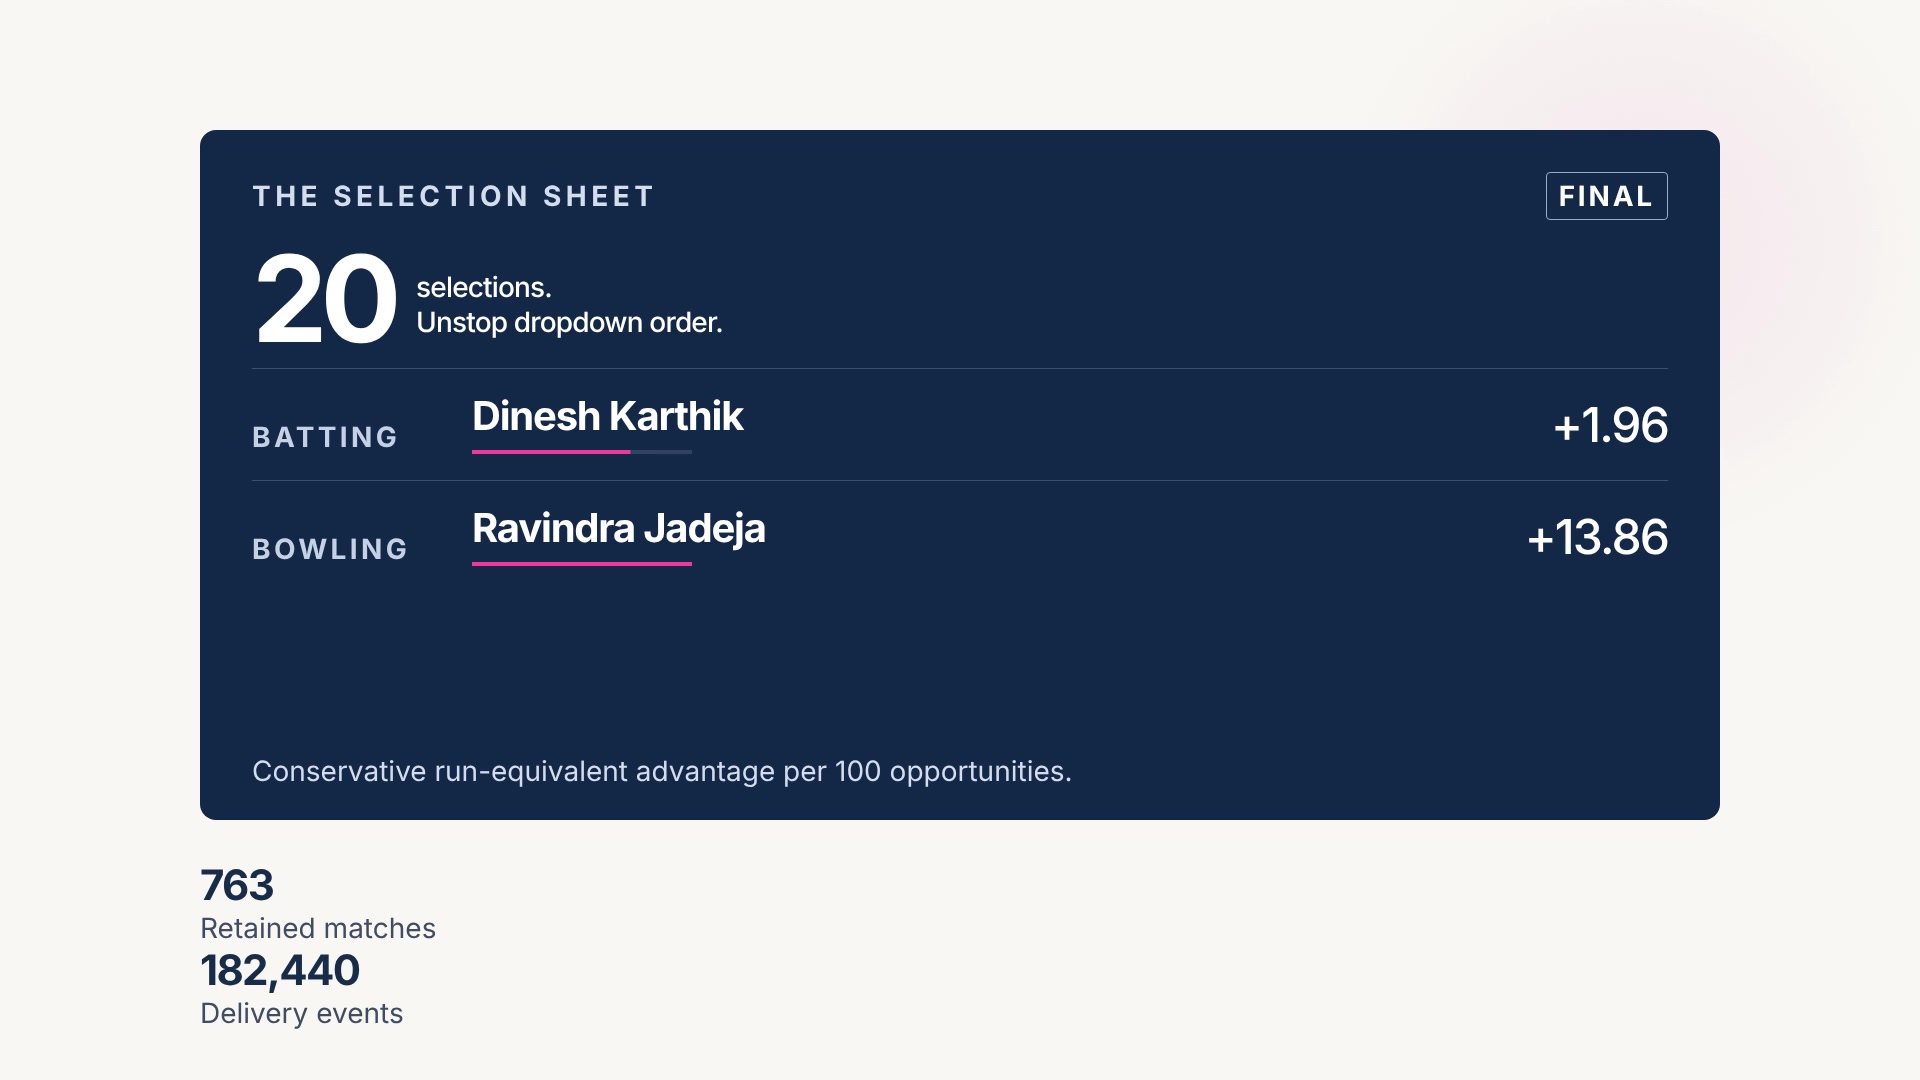 THE SELECTION SHEET
FINAL
20
selections.
Unstop dropdown order.
BATTING
Dinesh Karthik
+1.96
BOWLING
Ravindra Jadeja
+13.86
Conservative run-equivalent advantage per 100 opportunities.
763
Retained matches
182,440
Delivery events